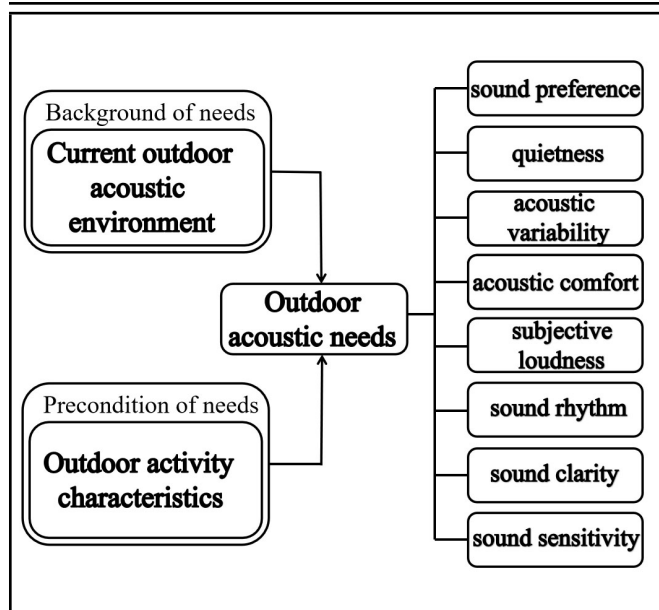 Background of needs
Current outdoor
acoustic
environment
Precondition of needs
Outdoor activity
characteristics
Outdoor
acoustic needs
sound preference
quietness
acoustic
variability
acoustic comfort
subjective
loudness
sound rhythm
sound clarity
sound sensitivity